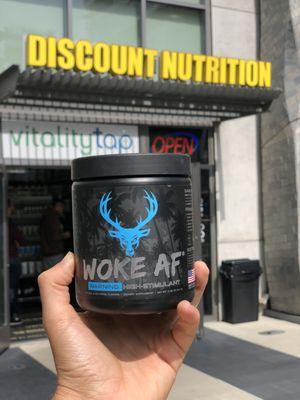 DISCOUNT NUTRITION
vitalitytap
OPEN
WOKE AF
WARNING HIGH-STIMULANT